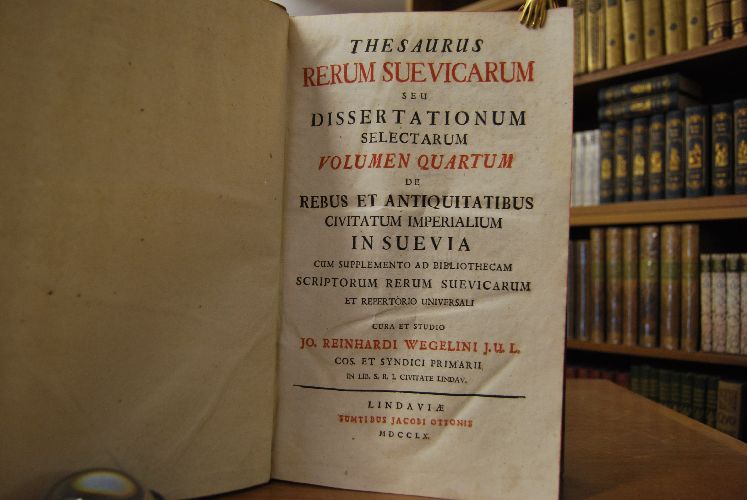 THESAURUS
RERUM SUEVICARUM
SEU
DISSERTATIONUM
SELECTARUM
VOLUMEN QUARTUM
DE
REBUS ET ANTIQUITATIBUS
CIVITATUM IMPERIALIUM
IN SUEVIA
CUM SUPPLEMENTO AD BIBLIOTHECAM
SCRIPTORUM RERUM SUEVICARUM
ET REPERTORIO UNIVERSALI
CURA ET STUDIO
JO. REINHARDI WEGELINI J.U.L.
COS. ET SYNDICI PRIMARII,
IN LIB. S. R. I. CIVITATE LINDAV.
LINDAVIÆ
SUMTIBUS JACOBI OTTONIS
MDCCLX.